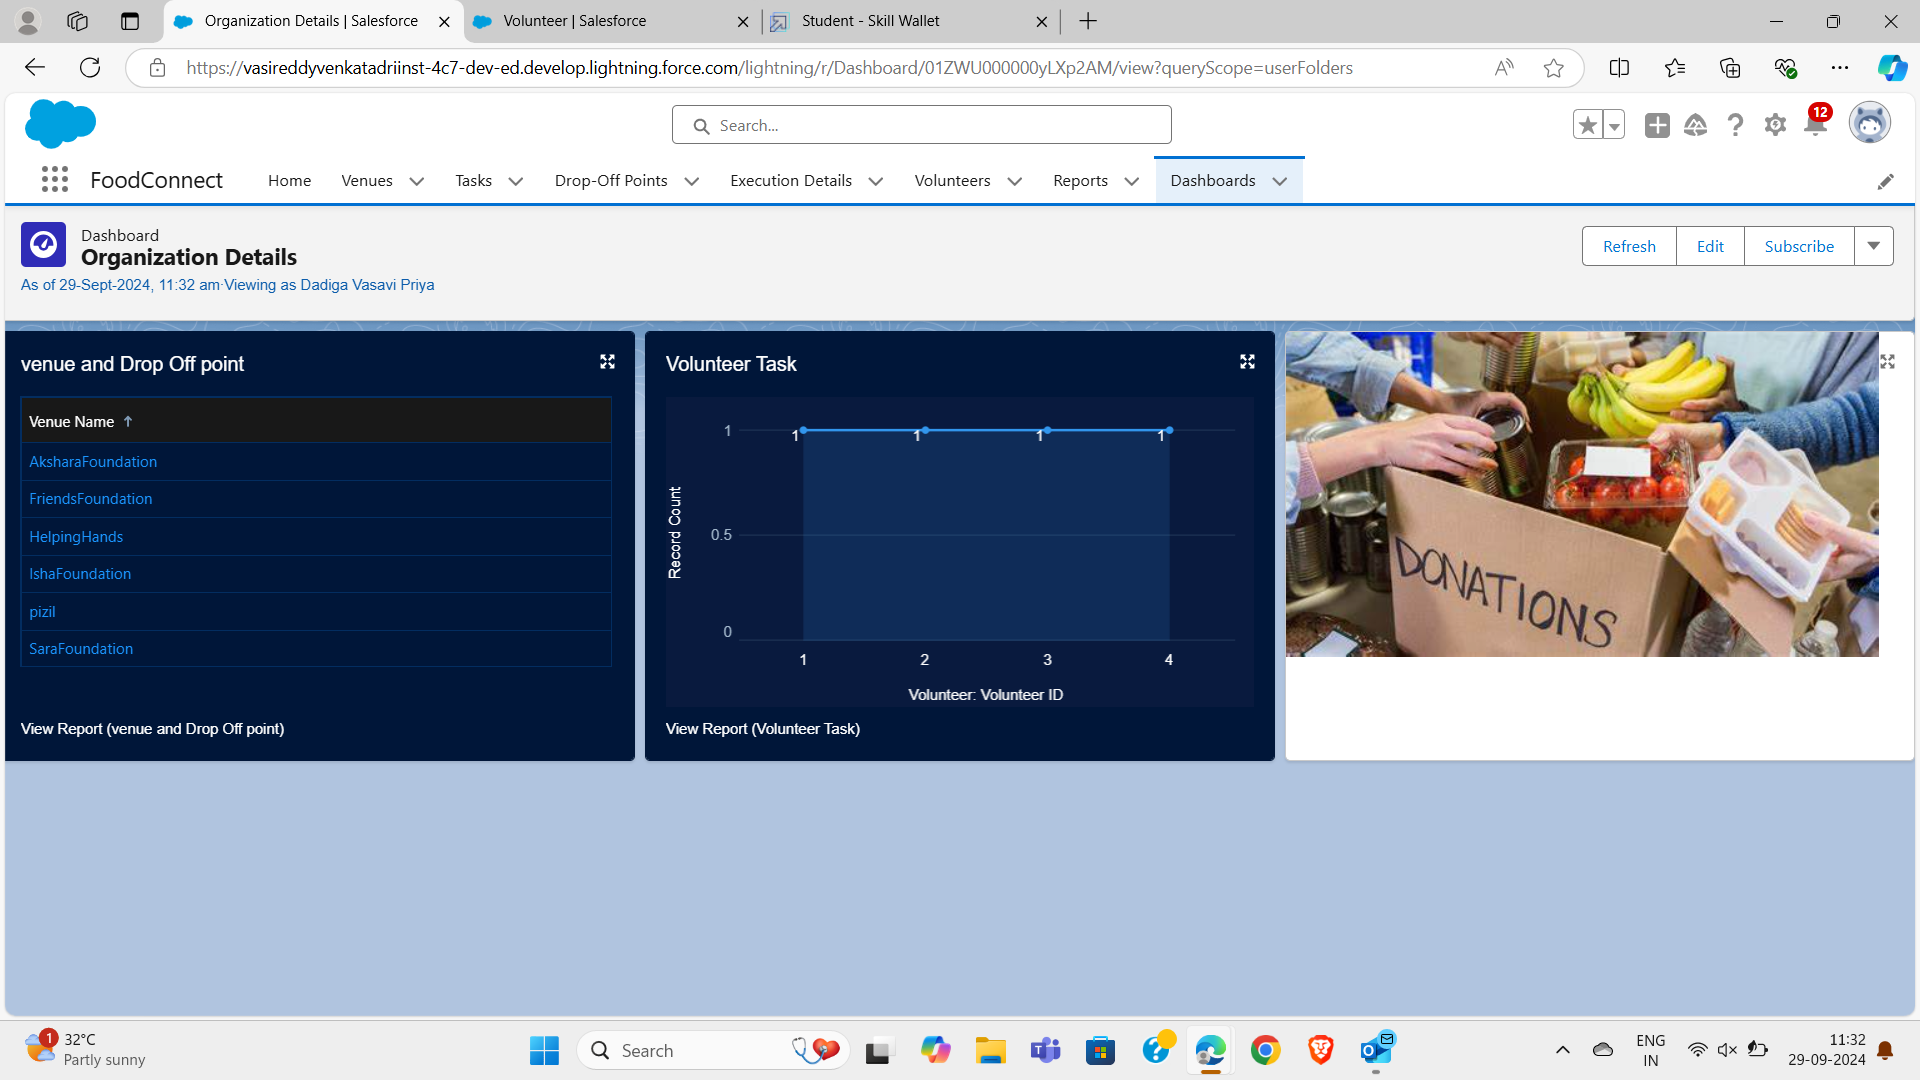 Organization Details | Salesforce
Volunteer | Salesforce
Student - Skill Wallet
https://vasireddyvenkatadriinst-4c7-dev-ed.develop.lightning.force.com/lightning/r/Dashboard/01ZWU000000yLXp2AM/view?queryScope=userFolders
Search...
12
FoodConnect
Home
Venues
Tasks
Drop-Off Points
Execution Details
Volunteers
Reports
Dashboards
Dashboard
Organization Details
As of 29-Sept-2024, 11:32 am·Viewing as Dadiga Vasavi Priya
Refresh
Edit
Subscribe
venue and Drop Off point
Venue Name ↑
AksharaFoundation
FriendsFoundation
HelpingHands
IshaFoundation
pizil
SaraFoundation
View Report (venue and Drop Off point)
Volunteer Task
Record Count
1
0.5
0
1 1 1 1
1 2 3 4
Volunteer: Volunteer ID
View Report (Volunteer Task)
DONATIONS
1
32°C
Partly sunny
Search
ENG
IN
11:32
29-09-2024